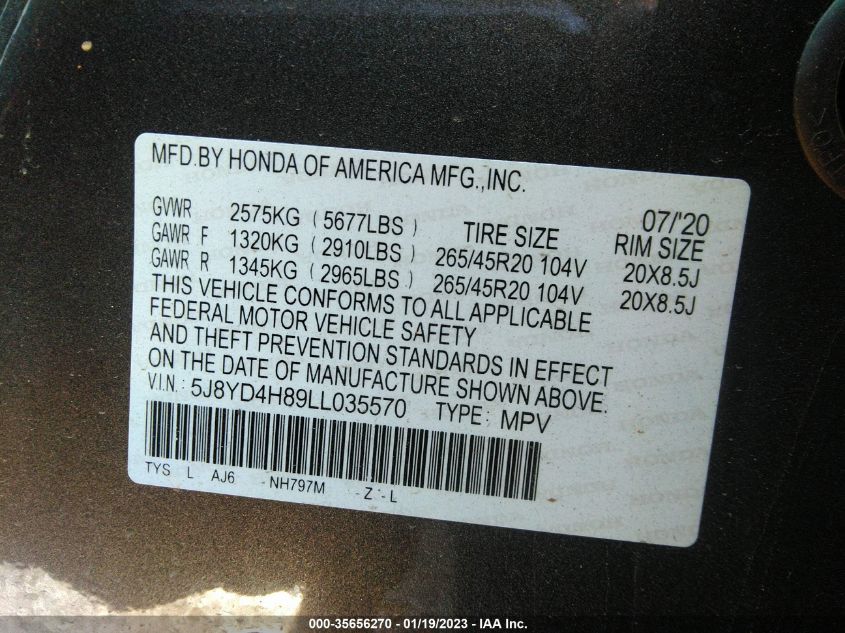 MFD.BY HONDA OF AMERICA MFG.,INC.
GVWR 2575KG (5677LBS) TIRE SIZE 07/'20 RIM SIZE
GAWR F 1320KG (2910LBS) 265/45R20 104V 20X8.5J
GAWR R 1345KG (2965LBS) 265/45R20 104V 20X8.5J
THIS VEHICLE CONFORMS TO ALL APPLICABLE
FEDERAL MOTOR VEHICLE SAFETY
AND THEFT PREVENTION STANDARDS IN EFFECT
ON THE DATE OF MANUFACTURE SHOWN ABOVE.
V.I.N.: 5J8YD4H89LL035570 TYPE: MPV
TYS L AJ6 -NH797M -Z-L
000-35656270 - 01/19/2023 - IAA Inc.